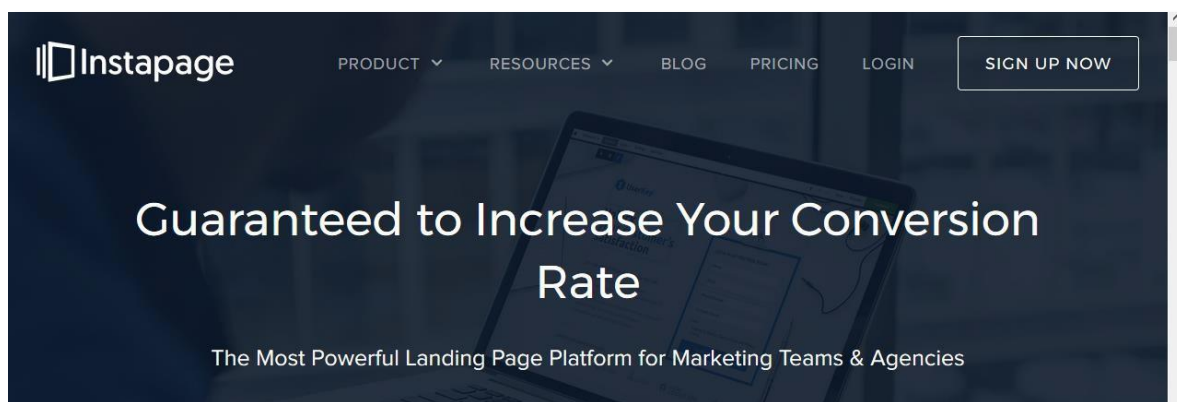 Instapage
PRODUCT RESOURCES BLOG PRICING LOGIN SIGN UP NOW
Guaranteed to Increase Your Conversion
Rate
The Most Powerful Landing Page Platform for Marketing Teams & Agencies